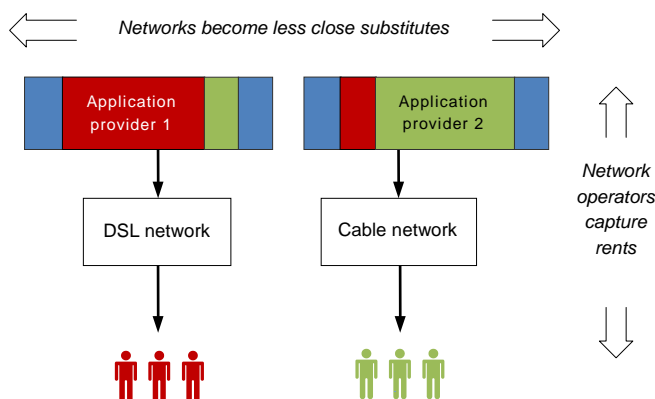 Networks become less close substitutes
Application
provider 1
Application
provider 2
DSL network
Cable network
Network
operators
capture
rents